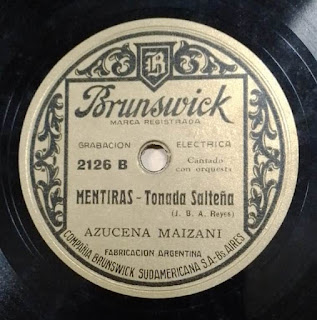 B
Brunswick
MARCA REGISTRADA
GRABACION ELECTRICA
2126 B
Cantado
con orquesta
MENTIRAS - Tonada Salteña
(J. B. A. Reyes)
AZUCENA MAIZANI
FABRICACION ARGENTINA
COMPAÑIA BRUNSWICK SUDAMERICANA S.A-Bs AIRES